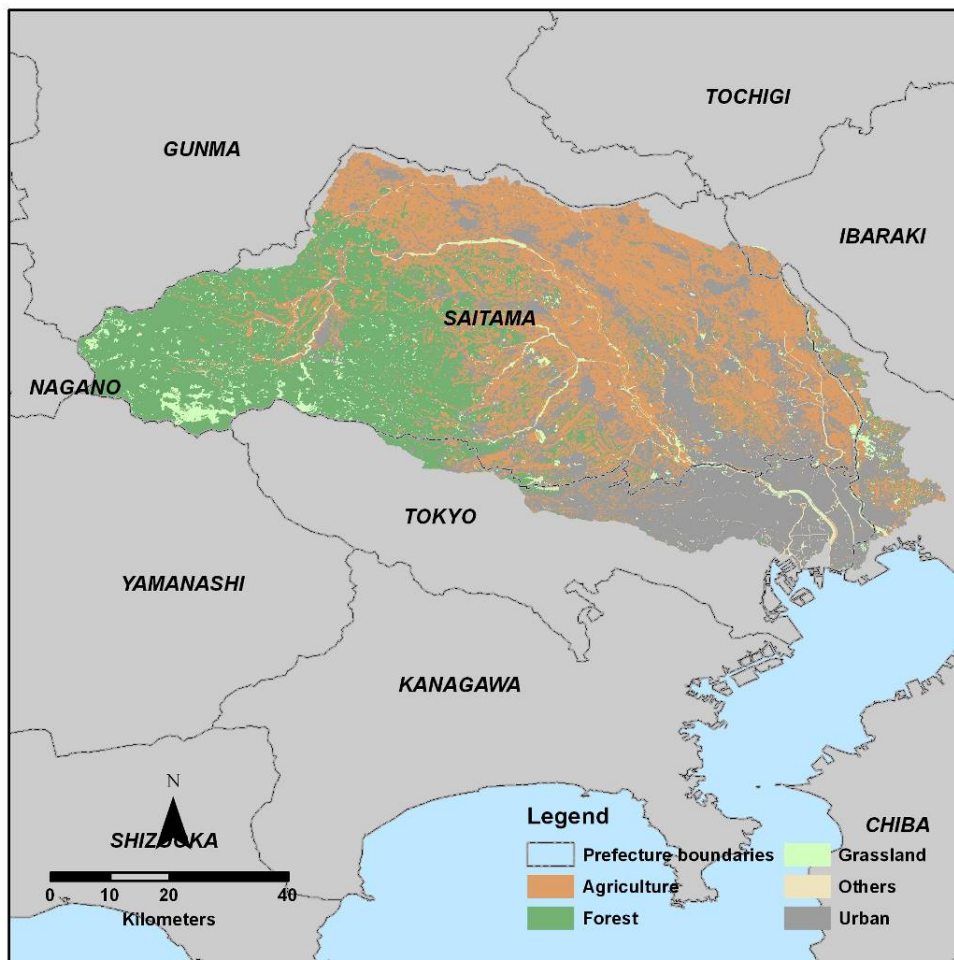 TOCHIGI
GUNMA
IBARAKI
SAITAMA
NAGANO
TOKYO
YAMANASHI
KANAGAWA
N
SHIZUOKA
CHIBA
0 10 20 40
Kilometers
Legend
Prefecture boundaries
Agriculture
Forest
Grassland
Others
Urban